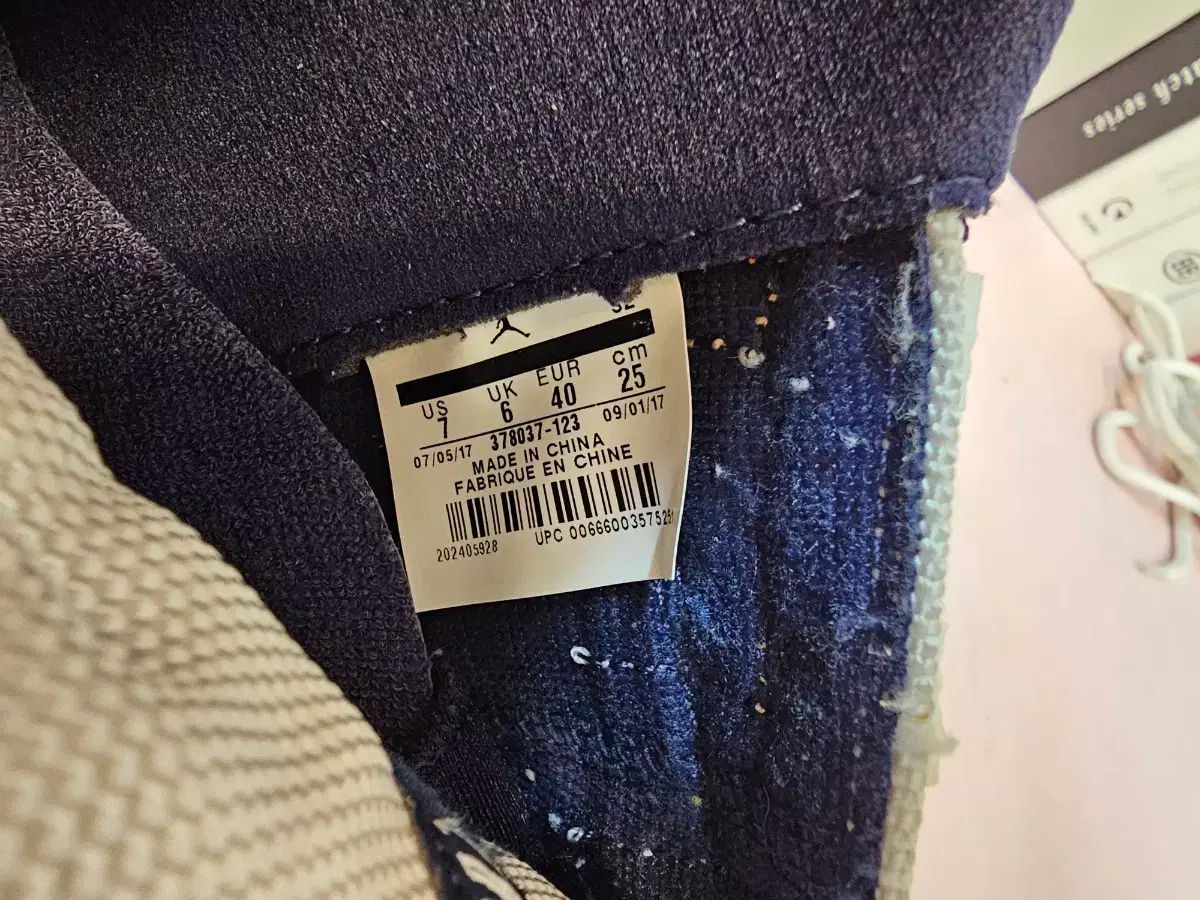 US UK EUR cm
7 6 40 25
07/05/17 378037-123 09/01/17
MADE IN CHINA
FABRIQUE EN CHINE
202405928
series